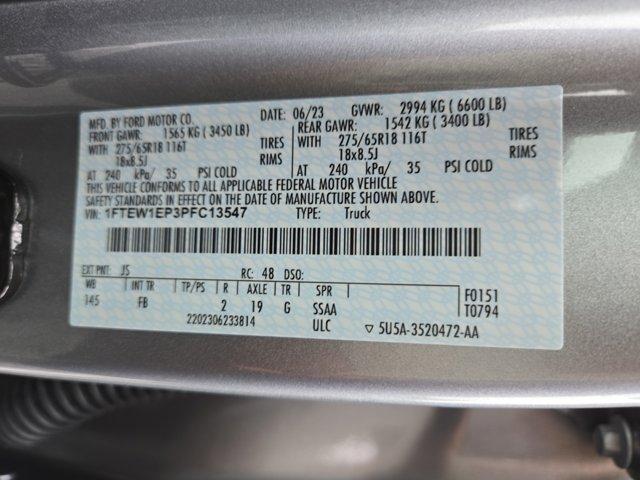 MFD. BY FORD MOTOR CO. DATE: 06/23 GVWR: 2994 KG ( 6600 LB)
FRONT GAWR: 1565 KG ( 3450 LB) REAR GAWR: 1542 KG ( 3400 LB)
WITH 275/65R18 116T TIRES WITH 275/65R18 116T TIRES
18x8.5J RIMS 18x8.5J RIMS
AT 240 kPa/ 35 PSI COLD AT 240 kPa/ 35 PSI COLD
THIS VEHICLE CONFORMS TO ALL APPLICABLE FEDERAL MOTOR VEHICLE
SAFETY STANDARDS IN EFFECT ON THE DATE OF MANUFACTURE SHOWN ABOVE.
VIN: 1FTEW1EP3PFC13547 TYPE: Truck
EXT PNT: JS RC: 48 DSO:
WB INT TR TP/PS R AXLE TR SPR F0151
145 FB 2 19 G SSAA T0794
2202306233814 ULC ▽ 5U5A-3520472-AA